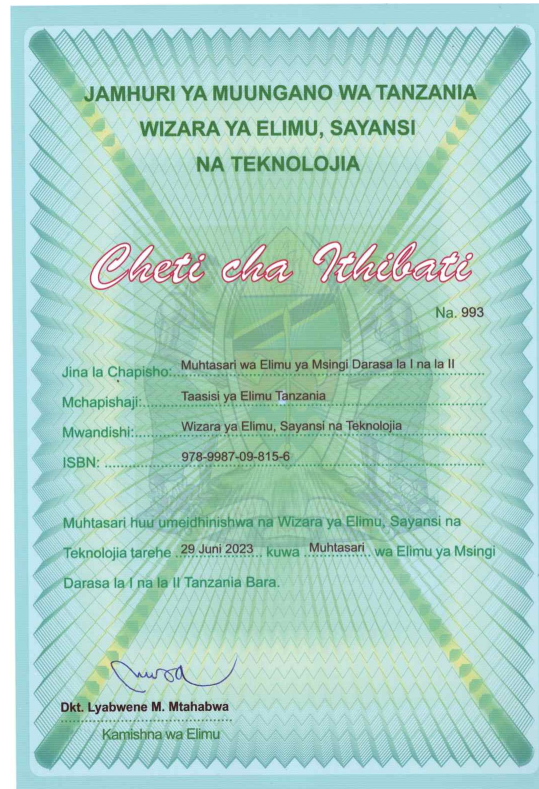 JAMHURI YA MUUNGANO WA TANZANIA
WIZARA YA ELIMU, SAYANSI
NA TEKNOLOJIA
Cheti cha Ithibati
Na. 993
Jina la Chapisho: Muhtasari wa Elimu ya Msingi Darasa la I na la II
Mchapishaji: Taasisi ya Elimu Tanzania
Mwandishi: Wizara ya Elimu, Sayansi na Teknolojia
ISBN: 978-9987-09-815-6
Muhtasari huu umeidhinishwa na Wizara ya Elimu, Sayansi na
Teknolojia tarehe 29 Juni 2023 kuwa Muhtasari wa Elimu ya Msingi
Darasa la I na la II Tanzania Bara.
Dkt. Lyabwene M. Mtahabwa
Kamishna wa Elimu